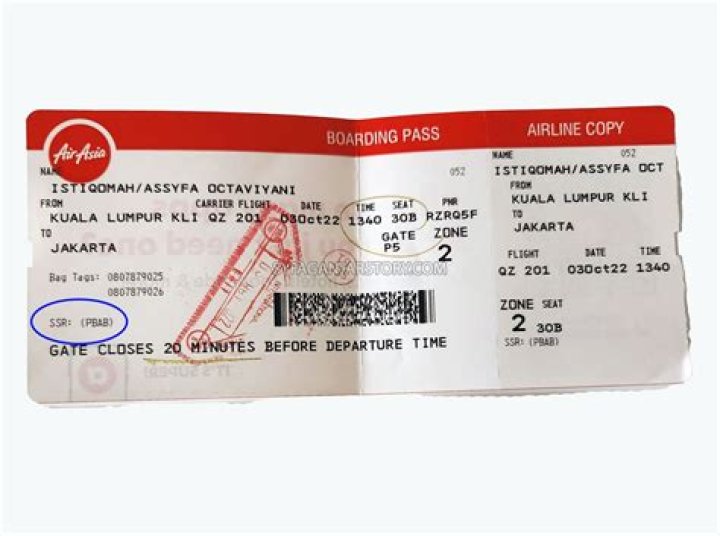 BOARDING PASS
AIRLINE COPY
AirAsia
NAME
052
ISTIQOMAH/ASSYFA OCTAVIYANI
FROM CARRIER FLIGHT DATE TIME SEAT PNR
KUALA LUMPUR KLI QZ 201 03Oct22 1340 30B RZRQ5F
TO GATE ZONE
JAKARTA P5 2
Bag Tags: 0807879025
0807879026
SSR: (PBAB)
GATE CLOSES 20 MINUTES BEFORE DEPARTURE TIME
NAME 052
ISTIQOMAH/ASSYFA OCT
FROM
KUALA LUMPUR KLI
TO
JAKARTA
FLIGHT DATE TIME
QZ 201 03Oct22 1340
ZONE SEAT
2 30B
SSR: (PBAB)